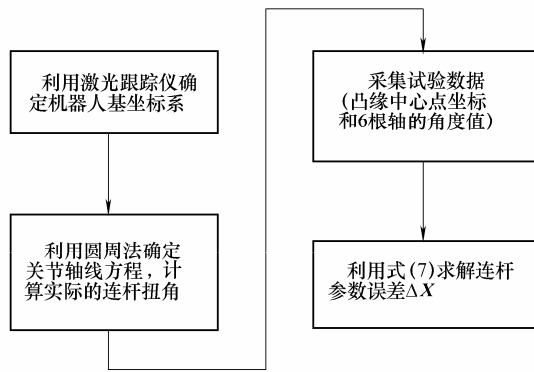 利用激光跟踪仪确
定机器人基坐标系
利用圆周法确定
关节轴线方程，计
算实际的连杆扭角
采集试验数据
(凸缘中心点坐标
和6根轴的角度值)
利用式(7)求解连杆
参数误差ΔX